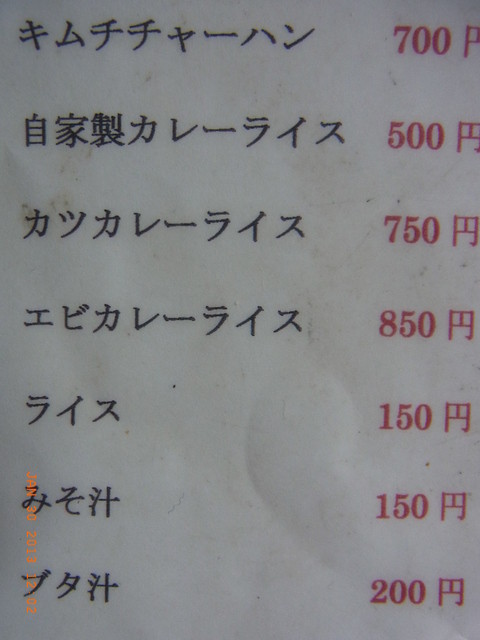 キムチチャーハン 700円
自家製カレーライス 500円
カツカレーライス 750円
エビカレーライス 850円
ライス 150円
みそ汁 150円
ブタ汁 200円